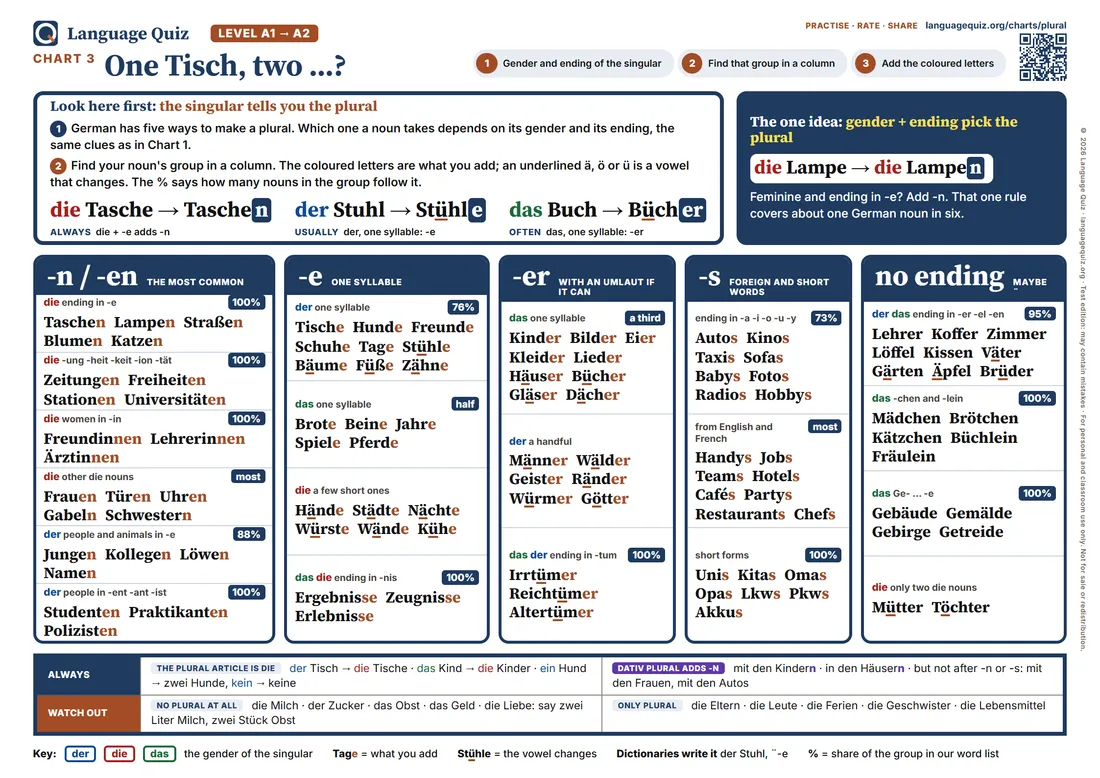 Language Quiz
LEVEL A1 → A2
PRACTISE · RATE · SHARE languagequiz.org/charts/plural
CHART 3 One Tisch, two ...?
1 Gender and ending of the singular
2 Find that group in a column
3 Add the coloured letters
Look here first: the singular tells you the plural
1 German has five ways to make a plural. Which one a noun takes depends on its gender and its ending, the
same clues as in Chart 1.
2 Find your noun's group in a column. The coloured letters are what you add; an underlined ä, ö or ü is a vowel
that changes. The % says how many nouns in the group follow it.
die Tasche → Taschen
ALWAYS die + -e adds -n
der Stuhl → Stühle
USUALLY der, one syllable: -e
das Buch → Bücher
OFTEN das, one syllable: -er
The one idea: gender + ending pick the
plural
die Lampe → die Lampen
Feminine and ending in -e? Add -n. That one rule
covers about one German noun in six.
-n / -en THE MOST COMMON
die ending in -e 100%
Taschen Lampen Straßen
Blumen Katzen
die -ung -heit -keit -ion -tät 100%
Zeitungen Freiheiten
Stationen Universitäten
die women in -in 100%
Freundinnen Lehrerinnen
Ärztinnen
die other die nouns most
Frauen Türen Uhren
Gabeln Schwestern
der people and animals in -e 88%
Jungen Kollegen Löwen
Namen
der people in -ent -ant -ist 100%
Studenten Praktikanten
Polizisten
-e ONE SYLLABLE
der one syllable 76%
Tische Hunde Freunde
Schuhe Tage Stühle
Bäume Füße Zähne
das one syllable half
Brote Beine Jahre
Spiele Pferde
die a few short ones
Hände Städte Nächte
Würste Wände Kühe
das die ending in -nis 100%
Ergebnisse Zeugnisse
Erlebnisse
-er WITH AN UMLAUT IF
IT CAN
das one syllable a third
Kinder Bilder Eier
Kleider Lieder
Häuser Bücher
Gläser Dächer
der a handful
Männer Wälder
Geister Ränder
Würmer Götter
das der ending in -tum 100%
Irrtümer
Reichtümer
Altertümer
-s FOREIGN AND SHORT
WORDS
ending in -a -i -o -u -y 73%
Autos Kinos
Taxis Sofas
Babys Fotos
Radios Hobbys
from English and
French most
Handys Jobs
Teams Hotels
Cafés Partys
Restaurants Chefs
short forms 100%
Unis Kitas Omas
Opas Lkws Pkws
Akkus
no ending MAYBE
¨
der das ending in -er -el -en 95%
Lehrer Koffer Zimmer
Löffel Kissen Väter
Gärten Äpfel Brüder
das -chen and -lein 100%
Mädchen Brötchen
Kätzchen Büchlein
Fräulein
das Ge- ... -e 100%
Gebäude Gemälde
Gebirge Getreide
die only two die nouns
Mütter Töchter
ALWAYS
THE PLURAL ARTICLE IS DIE der Tisch → die Tische · das Kind → die Kinder · ein Hund
→ zwei Hunde, kein → keine
DATIV PLURAL ADDS -N mit den Kindern · in den Häusern · but not after -n or -s: mit
den Frauen, mit den Autos
WATCH OUT
NO PLURAL AT ALL die Milch · der Zucker · das Obst · das Geld · die Liebe: say zwei
Liter Milch, zwei Stück Obst
ONLY PLURAL die Eltern · die Leute · die Ferien · die Geschwister · die Lebensmittel
Key: der die das the gender of the singular Tage = what you add Stühle = the vowel changes Dictionaries write it der Stuhl, ¨-e % = share of the group in our word list
© 2026 Language Quiz · languagequiz.org · Test edition: may contain mistakes · For personal and classroom use only. Not for sale or redistribution.